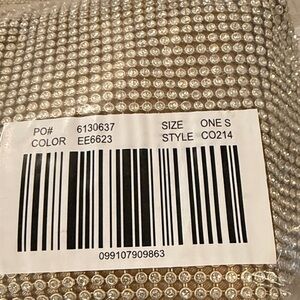 PO# 6130637 SIZE ONE S
COLOR EE6623 STYLE CO214
099107909863